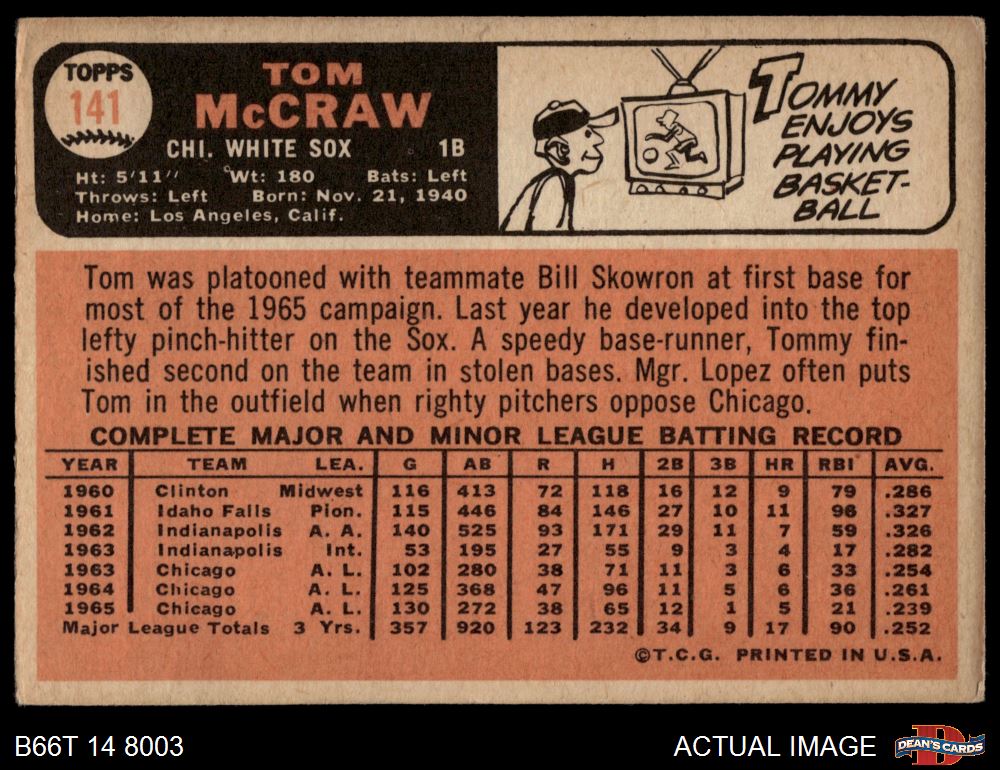 TOPPS
141
TOM
McCRAW
CHI. WHITE SOX 1B
Ht: 5'11" Wt: 180 Bats: Left
Throws: Left Born: Nov. 21, 1940
Home: Los Angeles, Calif.
TOMMY
ENJOYS
PLAYING
BASKET-
BALL
Tom was platooned with teammate Bill Skowron at first base for
most of the 1965 campaign. Last year he developed into the top
lefty pinch-hitter on the Sox. A speedy base-runner, Tommy fin-
ished second on the team in stolen bases. Mgr. Lopez often puts
Tom in the outfield when righty pitchers oppose Chicago.
COMPLETE MAJOR AND MINOR LEAGUE BATTING RECORD
YEAR TEAM LEA. G AB R H 2B 3B HR RBI AVG.
1960 Clinton Midwest 116 413 72 118 16 12 9 79 .286
1961 Idaho Falls Pion. 115 446 84 146 27 10 11 96 .327
1962 Indianapolis A. A. 140 525 93 171 29 11 7 59 .326
1963 Indianapolis Int. 53 195 27 55 9 3 4 17 .282
1963 Chicago A. L. 102 280 38 71 11 3 6 33 .254
1964 Chicago A. L. 125 368 47 96 11 5 6 36 .261
1965 Chicago A. L. 130 272 38 65 12 1 5 21 .239
Major League Totals 3 Yrs. 357 920 123 232 34 9 17 90 .252
©T.C.G. PRINTED IN U.S.A.
B66T 14 8003
ACTUAL IMAGE
DEAN'S CARDS